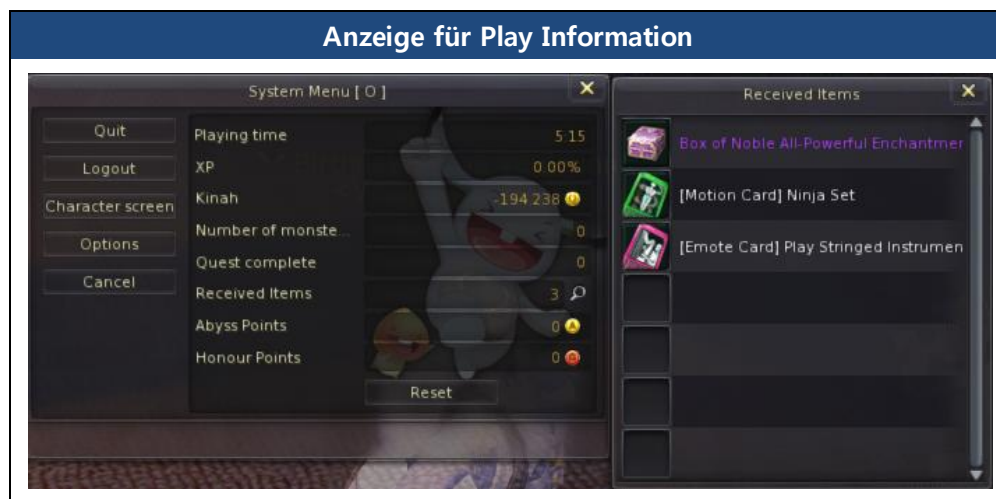 Anzeige für Play Information
System Menu [ O ]
Quit
Logout
Character screen
Options
Cancel
Playing time 5:15
XP 0.00%
Kinah -194 238
Number of monste...
0
Quest complete 0
Received Items 3
Abyss Points 0 A
Honour Points 0
Reset
Received Items
Box of Noble All-Powerful Enchantmer
[Motion Card] Ninja Set
[Emote Card] Play Stringed Instrumen